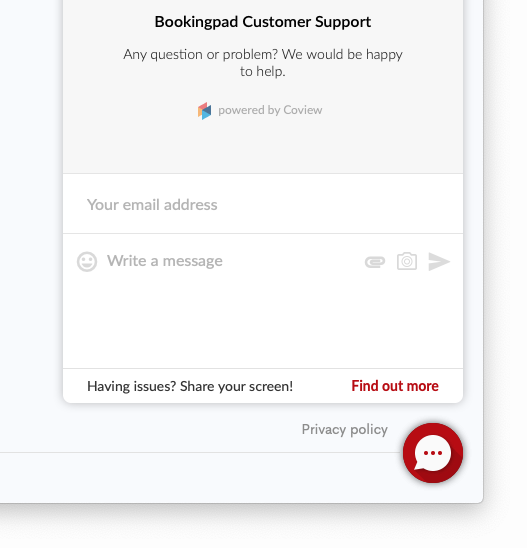 Bookingpad Customer Support
Any question or problem? We would be happy
to help.
powered by Coview
Your email address
Write a message
Having issues? Share your screen! Find out more
Privacy policy